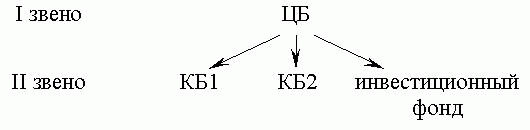 I звено ЦБ
II звено КБ1 КБ2 инвестиционный
фонд